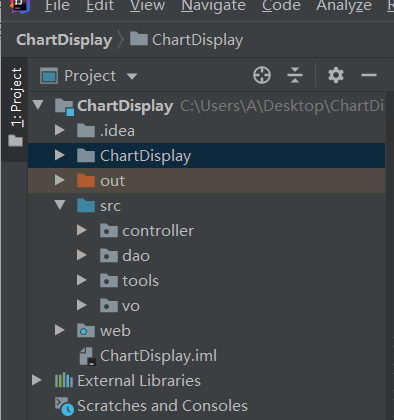 File Edit View Navigate Code Analyze
ChartDisplay ChartDisplay
1: Project
Project
ChartDisplay C:\Users\A\Desktop\ChartDi
.idea
ChartDisplay
out
src
controller
dao
tools
vo
web
ChartDisplay.iml
External Libraries
Scratches and Consoles